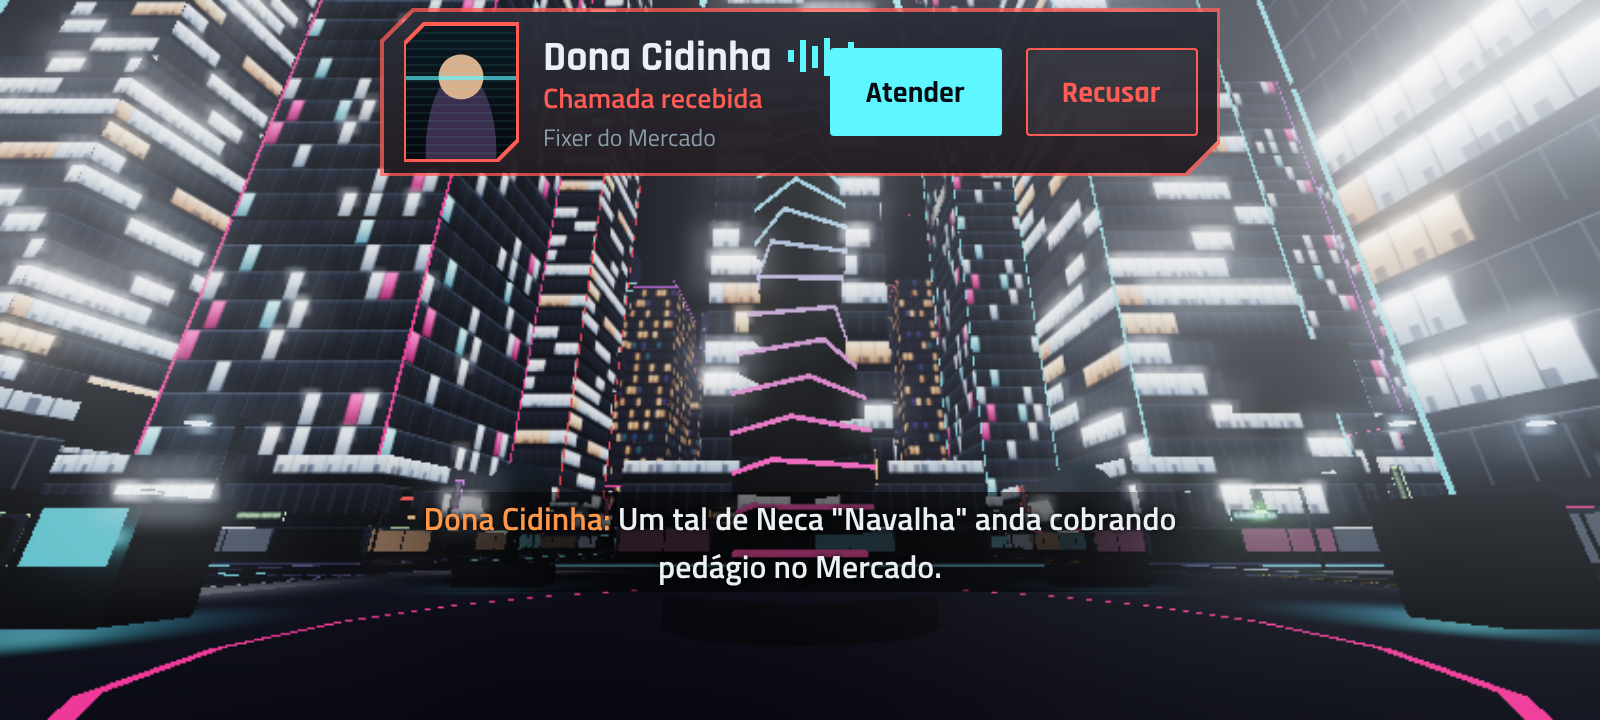 Dona Cidinha
Chamada recebida
Fixer do Mercado
Atender
Recusar
Dona Cidinha: Um tal de Neca "Navalha" anda cobrando
pedágio no Mercado.